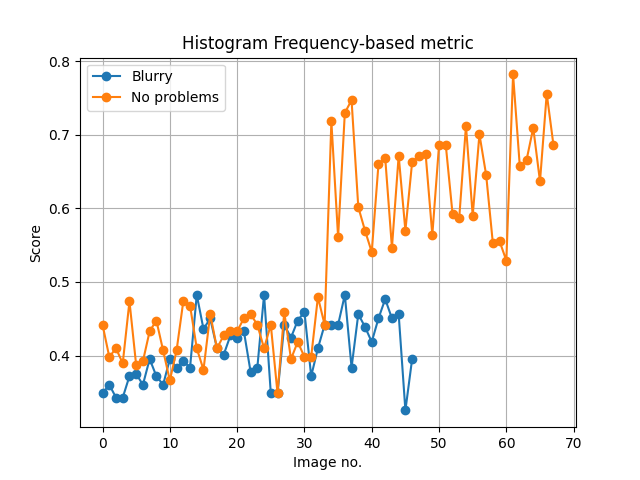 Histogram Frequency-based metric
Blurry
No problems
0.8
0.7
0.6
0.5
0.4
Score
0 10 20 30 40 50 60 70
Image no.